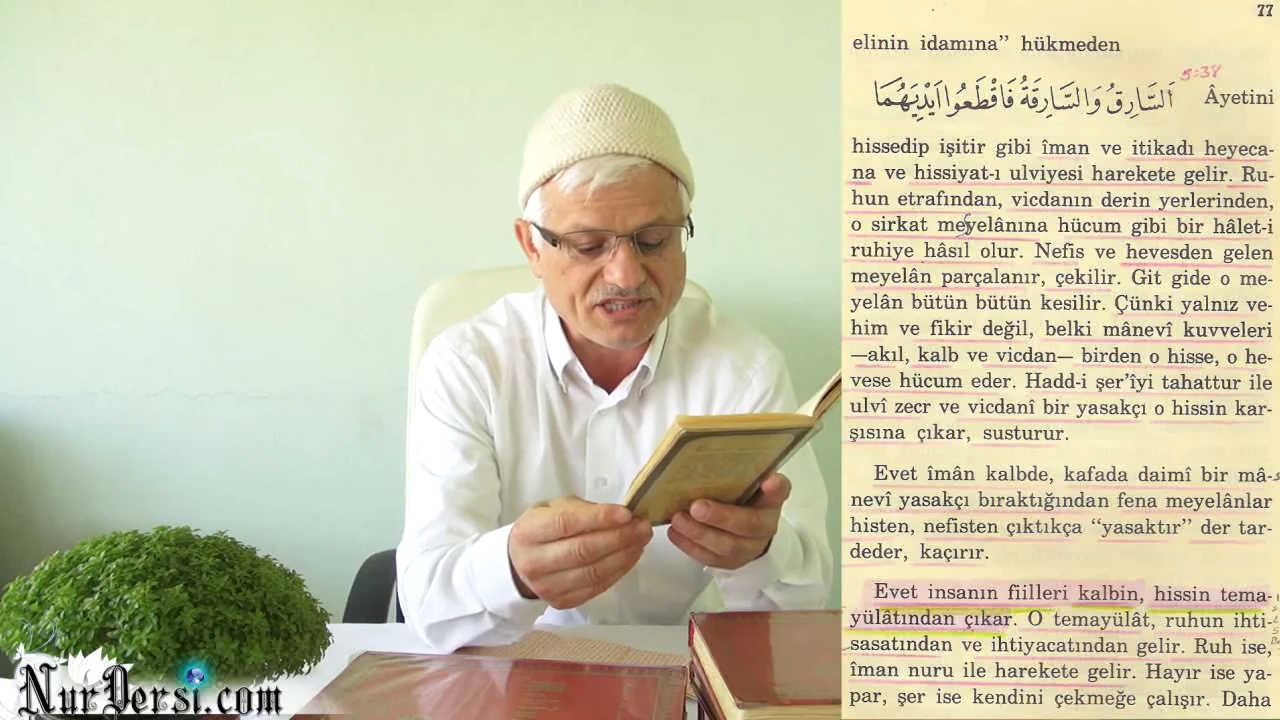 77
elinin idamına” hükmeden
اَلسَّارِقُ وَالسَّارِقَةُ فَاقْطَعُوا اَيْدِيَهُمَا Âyetini
5:38
hissedip işitir gibi îman ve itikadı heyeca-
na ve hissiyat-ı ulviyesi harekete gelir. Ru-
hun etrafından, vicdanın derin yerlerinden,
o sirkat meyelânına hücum gibi bir hâlet-i
ruhiye hâsıl olur. Nefis ve hevesden gelen
meyelân parçalanır, çekilir. Git gide o me-
yelân bütün bütün kesilir. Çünki yalnız ve-
him ve fikir değil, belki mânevî kuvveleri
—akıl, kalb ve vicdan— birden o hisse, o he-
vese hücum eder. Hadd-i şer’îyi tahattur ile
ulvî zecr ve vicdanî bir yasakçı o hissin kar-
şısına çıkar, susturur.
Evet îmân kalbde, kafada daimî bir mâ-
nevî yasakçı bıraktığından fena meyelânlar
histen, nefisten çıktıkça “yasaktır” der tar-
deder, kaçırır.
Evet insanın fiilleri kalbin, hissin tema-
yülâtından çıkar. O temayülât, ruhun ihti-
sasatından ve ihtiyacatından gelir. Ruh ise,
îman nuru ile harekete gelir. Hayır ise ya-
par, şer ise kendini çekmeğe çalışır. Daha
NurDersi.com